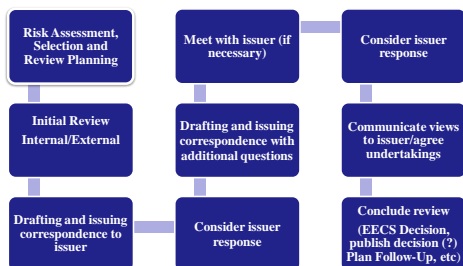 Risk Assessment,
Selection and
Review Planning
Initial Review
Internal/External
Drafting and issuing
correspondence to
issuer
Consider issuer
response
Drafting and issuing
correspondence with
additional questions
Meet with issuer (if
necessary)
Consider issuer
response
Communicate views
to issuer/agree
undertakings
Conclude review
(EECS Decision,
publish decision (?)
Plan Follow-Up, etc)